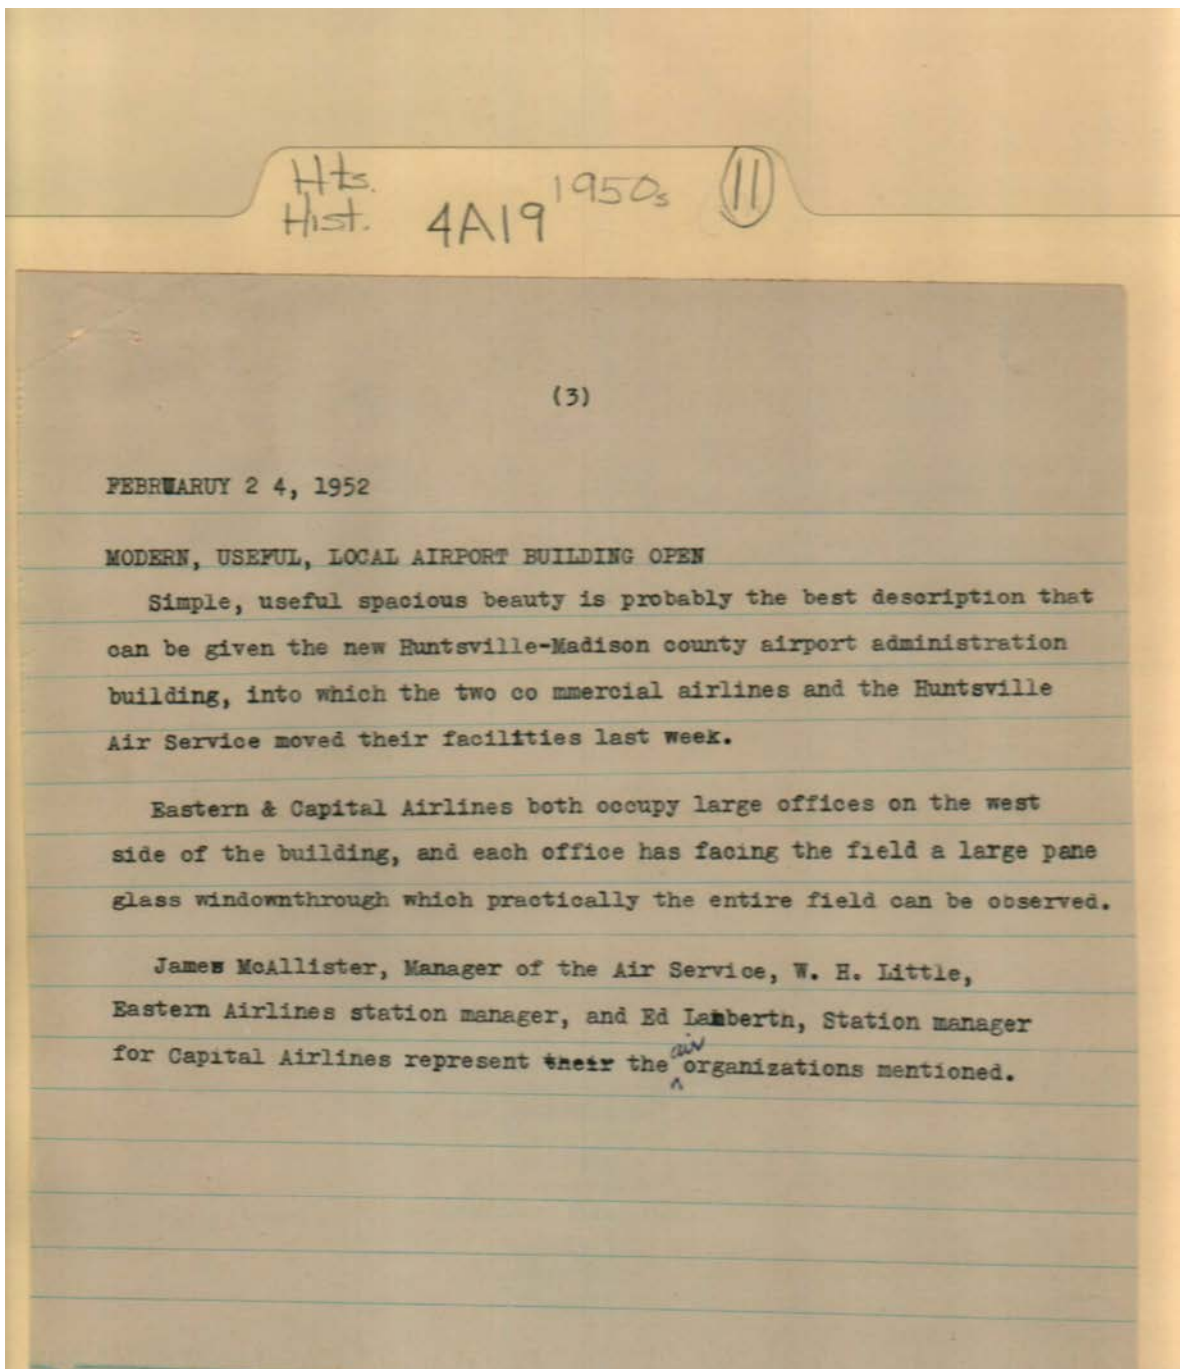 Hts. 1950s 11
Hist. 4A19
(3)
FEBRUARUY 2 4, 1952
MODERN, USEFUL, LOCAL AIRPORT BUILDING OPEN
Simple, useful spacious beauty is probably the best description that
can be given the new Huntsville-Madison county airport administration
building, into which the two co mmercial airlines and the Huntsville
Air Service moved their facilities last week.
Eastern & Capital Airlines both occupy large offices on the west
side of the building, and each office has facing the field a large pane
glass windownthrough which practically the entire field can be observed.
James McAllister, Manager of the Air Service, W. H. Little,
Eastern Airlines station manager, and Ed Lamberth, Station manager
for Capital Airlines represent their the air organizations mentioned.